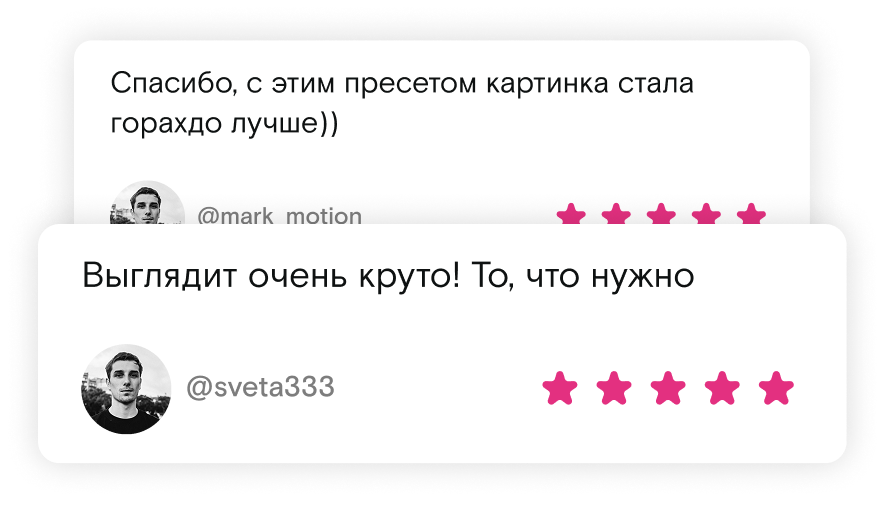 Спасибо, с этим пресетом картинка стала
горахдо лучше))
@mark_motion
Выглядит очень круто! То, что нужно
@sveta333